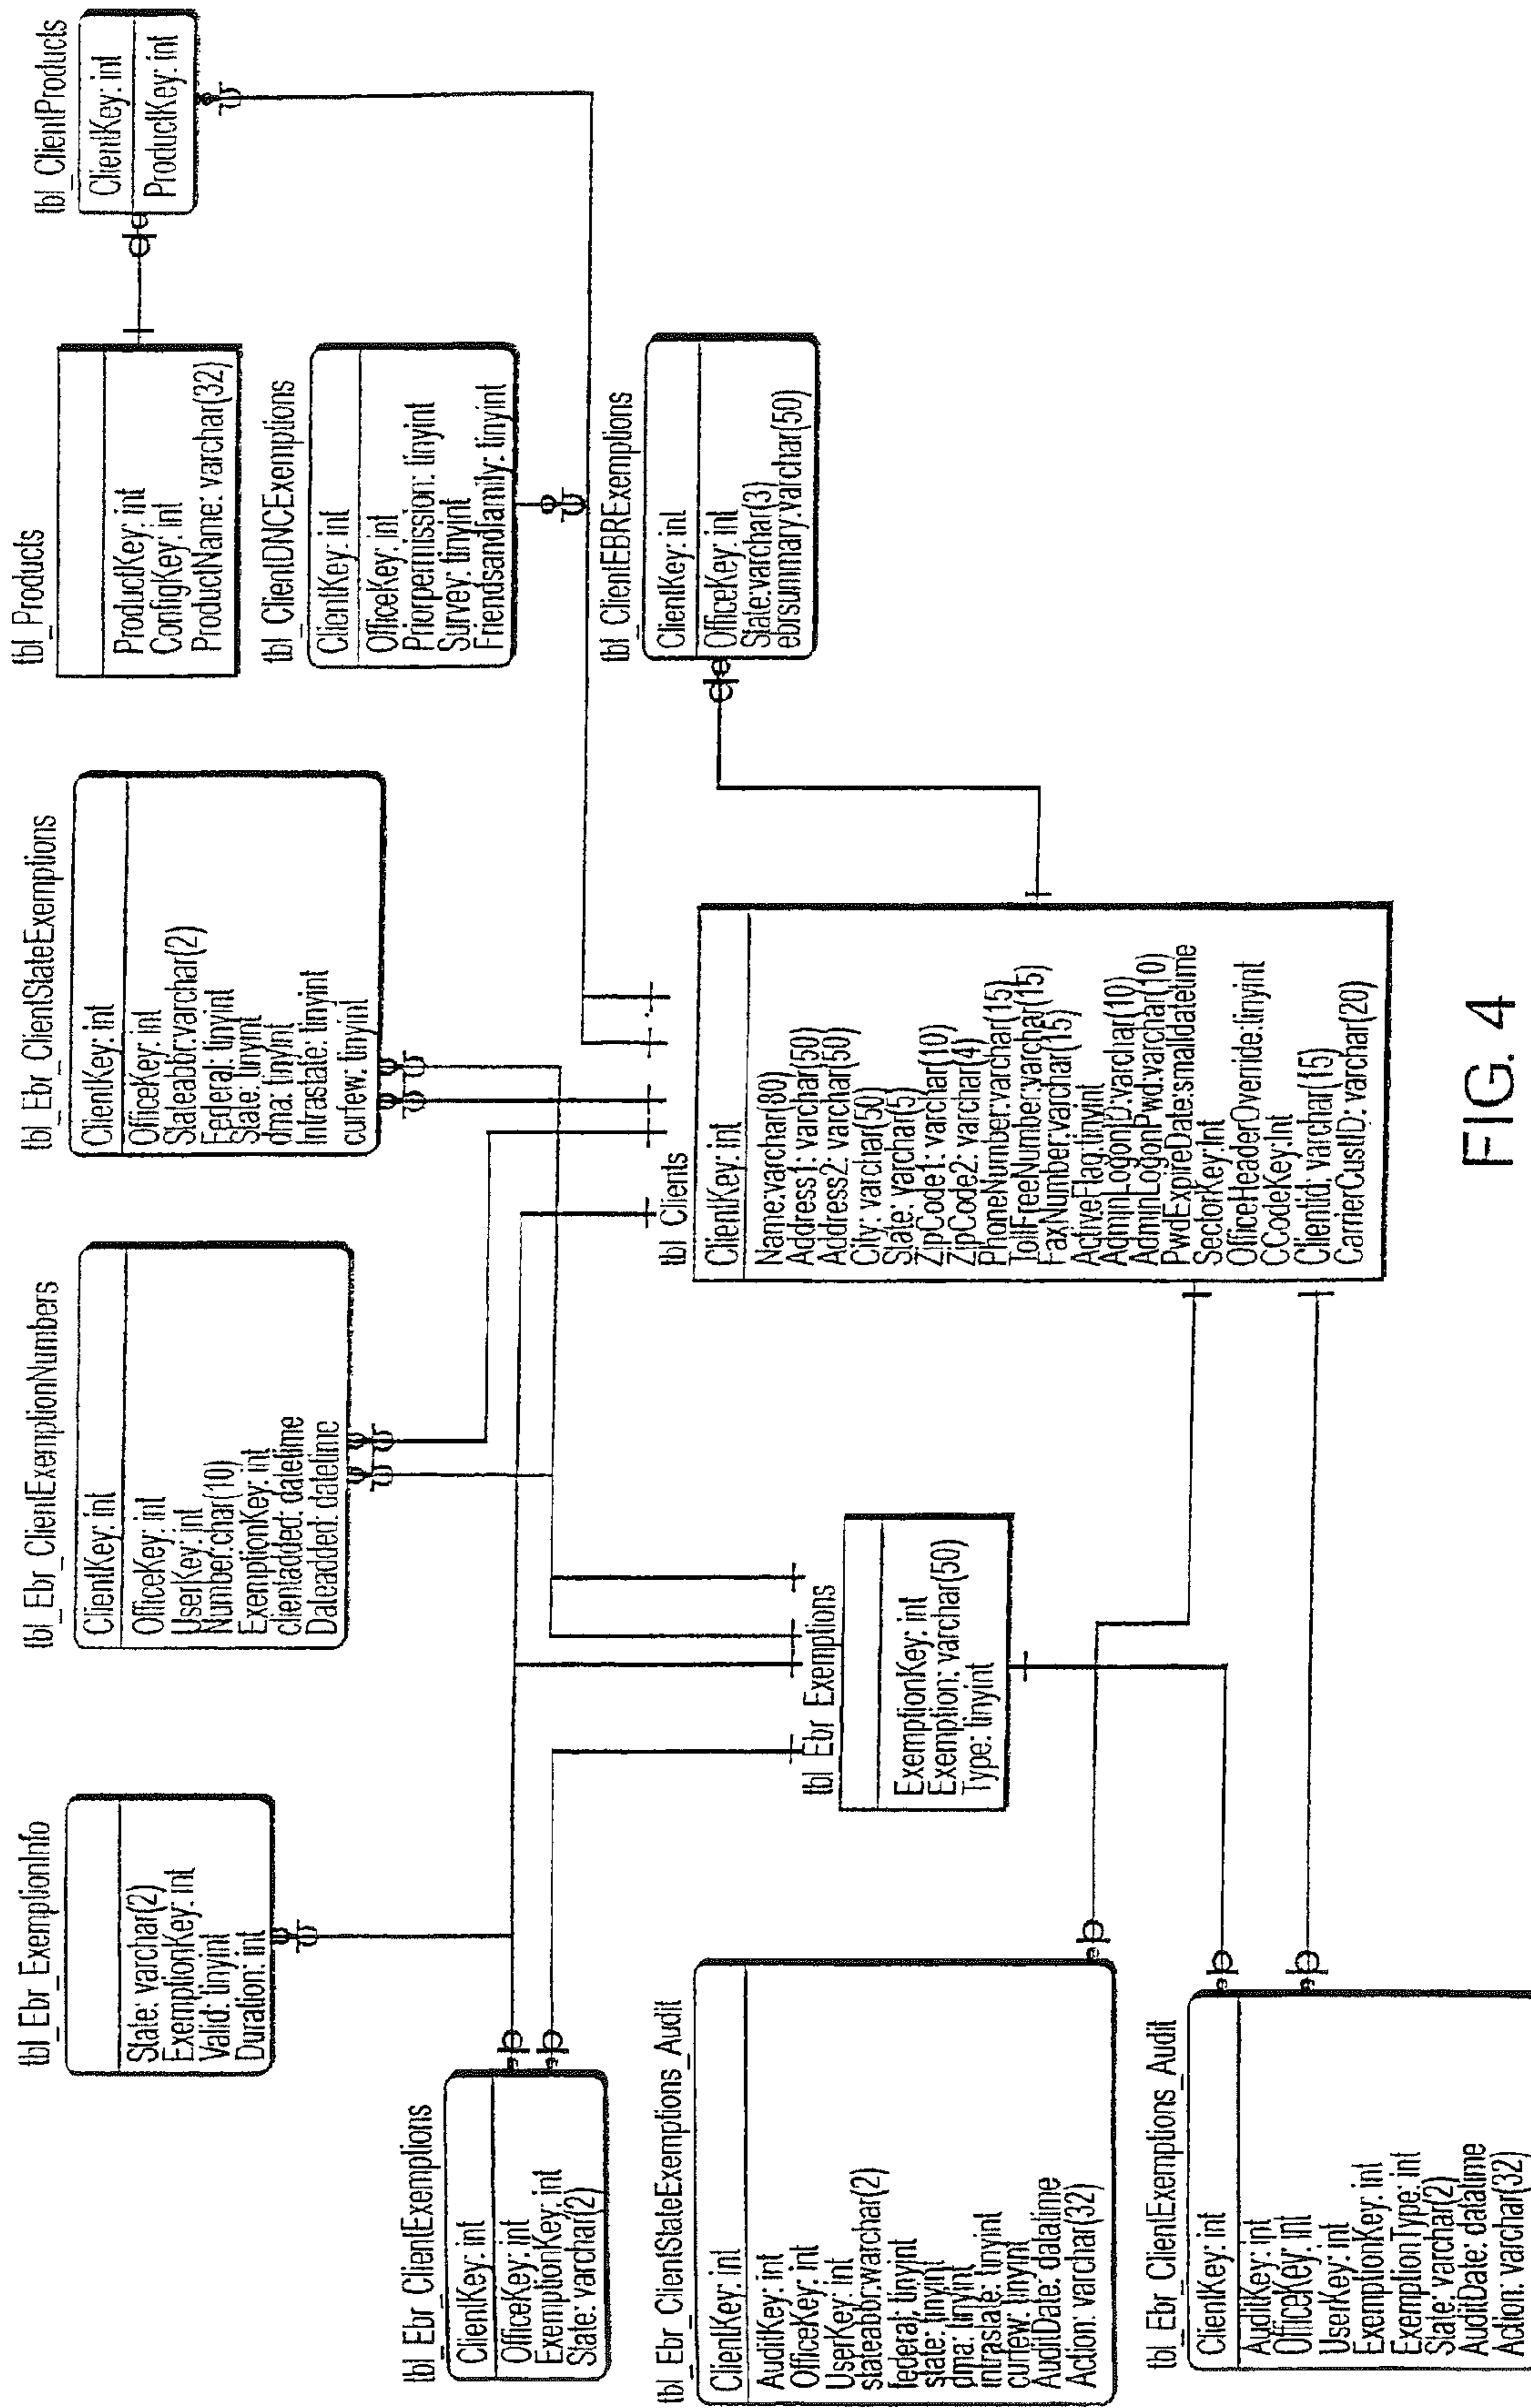 tbl_Ebr_ExemptionInfo
State: varchar(2)
ExemptionKey: int
Valid: tinyint
Duration: int
tbl_Ebr_ClientExemptionNumbers
ClientKey: int
OfficeKey: int
UserKey: int
Number:char(10)
ExemptionKey: int
clientadded: datetime
Dateadded: datetime
tbl_Ebr_ClientStateExemptions
ClientKey: int
OfficeKey: int
Stateabbr:varchar(2)
Federal: tinyint
State: tinyint
dma: tinyint
Intrastate: tinyint
curfew: tinyint
tbl_Products
ProductKey: int
ConfigKey: int
ProductName: varchar(32)
tbl_ClientProducts
ClientKey: int
ProductKey: int
tbl_ClientDNCExemptions
ClientKey: int
OfficeKey: int
Priorpermission: tinyint
Survey: tinyint
Friendsandfamily: tinyint
tbl_ClientEBRExemptions
ClientKey: int
OfficeKey: int
State:varchar(3)
ebrsummary:varchar(50)
tbl_Ebr_ClientExemptions
ClientKey: int
OfficeKey: int
ExemptionKey: int
State: varchar(2)
tbl_Ebr_Exemptions
ExemptionKey: int
Exemption: varchar(50)
Type: tinyint
tbl_Clients
ClientKey: int
Name:varchar(80)
Address1: varchar(50)
Address2: varchar(50)
City: varchar(50)
State: varchar(5)
ZipCode1: varchar(10)
ZipCode2: varchar(4)
PhoneNumber:varchar(15)
TollFreeNumber:varchar(15)
FaxNumber:varchar(15)
ActiveFlag:tinyint
AdminLogonID:varchar(10)
AdminLogonPwd:varchar(10)
PwdExpireDate:smalldatetime
SectorKey:Int
OfficeHeaderOverride:tinyint
CCodeKey:Int
Clientid: varchar(15)
CarrierCustID: varchar(20)
tbl_Ebr_ClientStateExemptions_Audit
ClientKey: int
AuditKey: int
OfficeKey: int
UserKey: int
stateabbr:warchar(2)
federal: tinyint
state: tinyint
dma: tinyint
intrastate: tinyint
curfew: tinyint
AuditDate: datatime
Action: varchar(32)
tbl_Ebr_ClientExemptions_Audit
ClientKey: int
AuditKey: int
OfficeKey: int
UserKey: int
ExemptionKey: int
ExemptionType: int
State: varchar(2)
AuditDate: datatime
Action: varchar(32)
FIG. 4